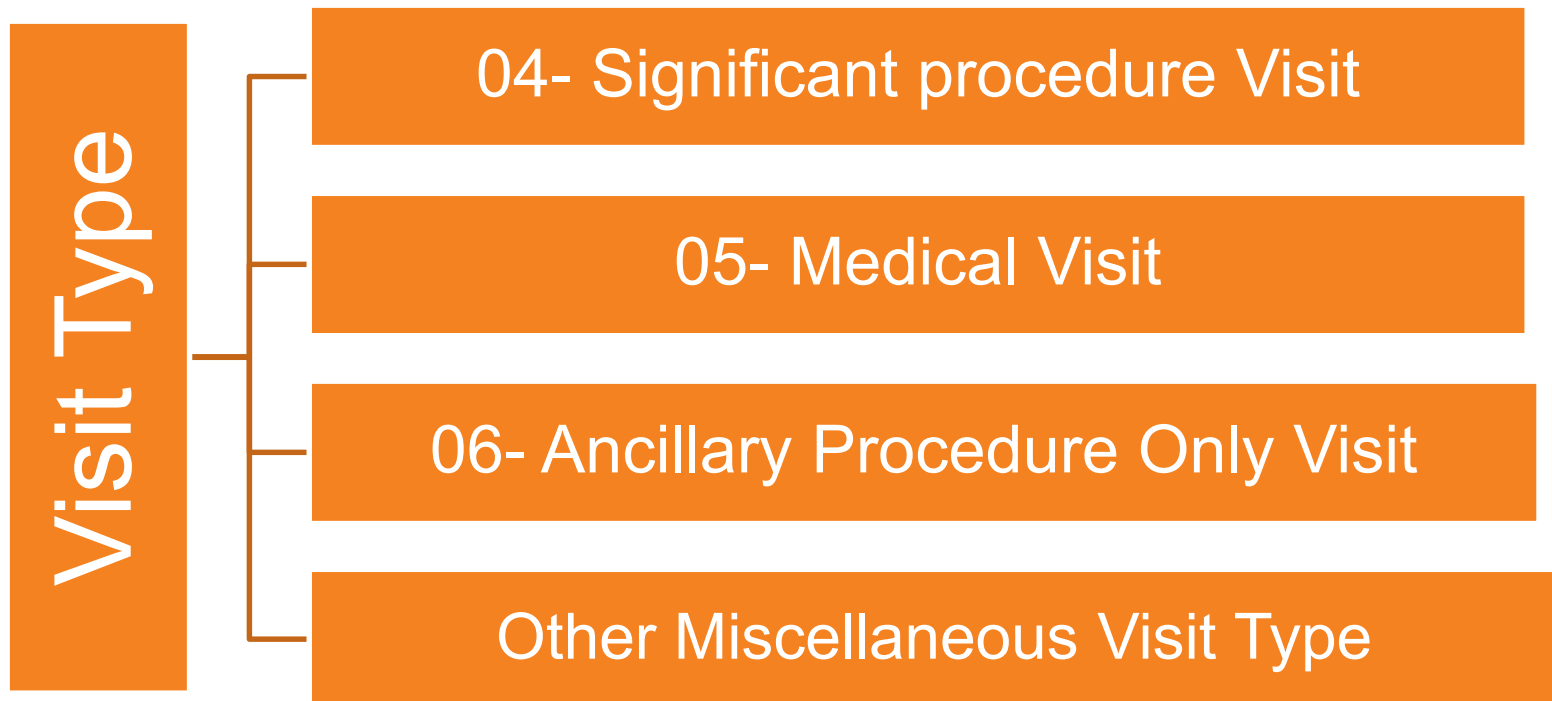 Visit Type
04- Significant procedure Visit
05- Medical Visit
06- Ancillary Procedure Only Visit
Other Miscellaneous Visit Type